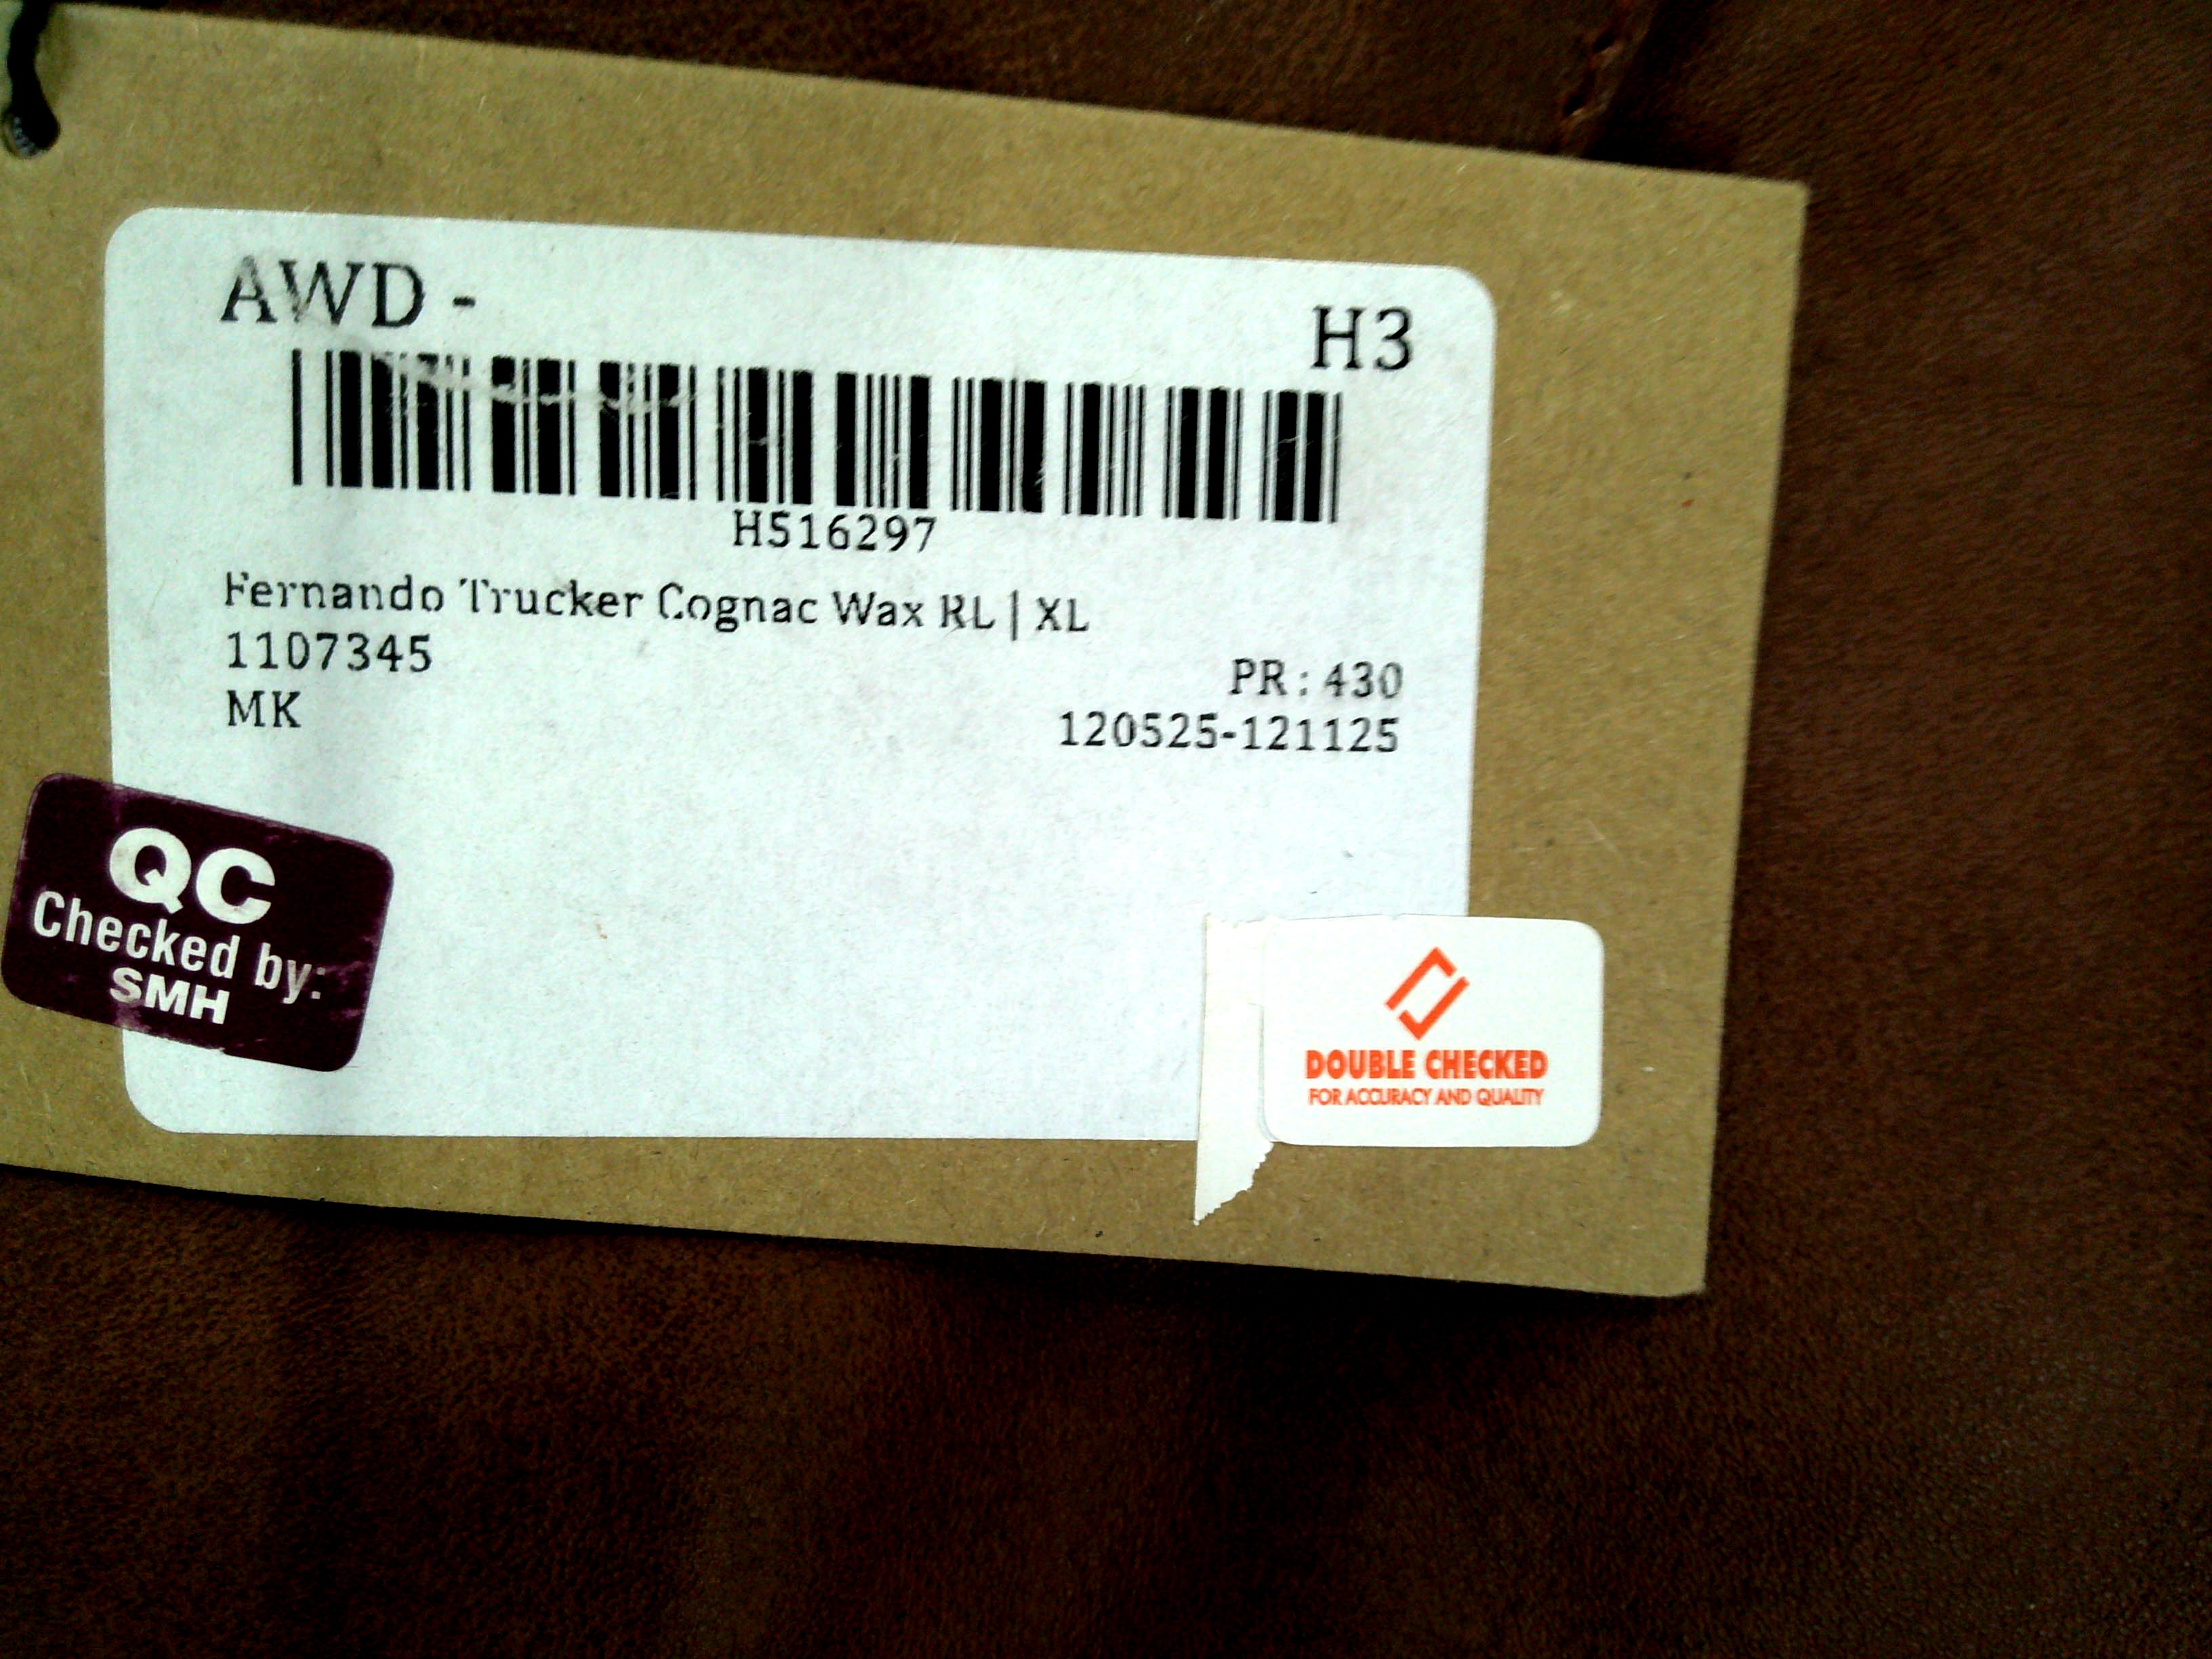 AWD -
H3
H516297
Fernando Trucker Cognac Wax RL | XL
1107345
PR : 430
MK
120525-121125
QC
Checked by:
SMH
DOUBLE CHECKED
FOR ACCURACY AND QUALITY